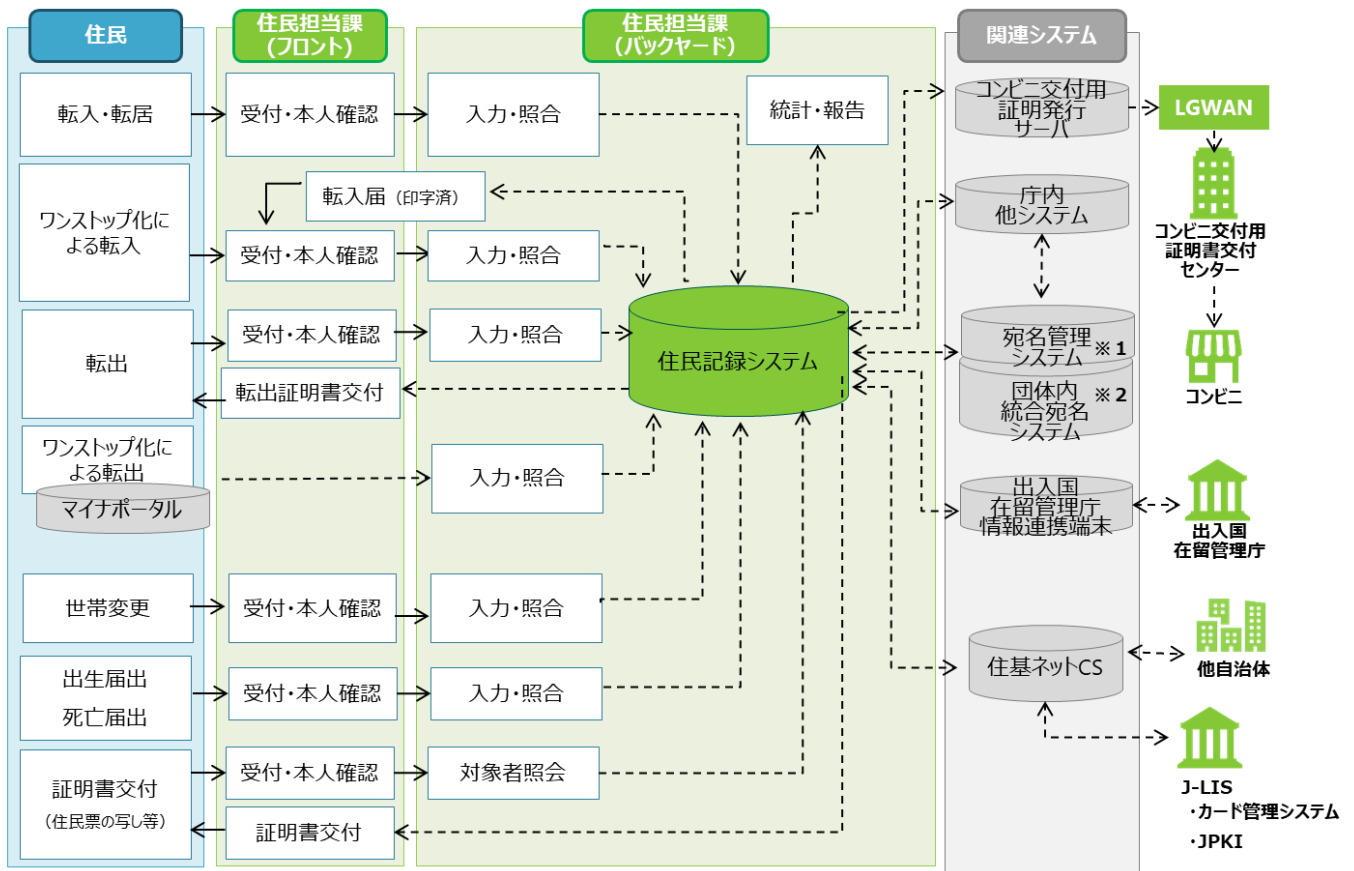 住民
住民担当課
（フロント）
住民担当課
（バックヤード）
関連システム
転入・転居
受付・本人確認
入力・照合
統計・報告
コンビニ交付用
証明発行
サーバ
LGWAN
ワンストップ化に
よる転入
転入届（印字済）
受付・本人確認
入力・照合
庁内
他システム
コンビニ交付用
証明書交付
センター
転出
受付・本人確認
入力・照合
転出証明書交付
住民記録システム
宛名管理
システム
※1
団体内
統合宛名
システム
※2
コンビニ
ワンストップ化に
よる転出
マイナポータル
入力・照合
出入国
在留管理庁
情報連携端末
出入国
在留管理庁
世帯変更
受付・本人確認
入力・照合
住基ネットCS
他自治体
出生届出
死亡届出
受付・本人確認
入力・照合
証明書交付
（住民票の写し等）
受付・本人確認
対象者照会
証明書交付
J-LIS
・カード管理システム
・JPKI